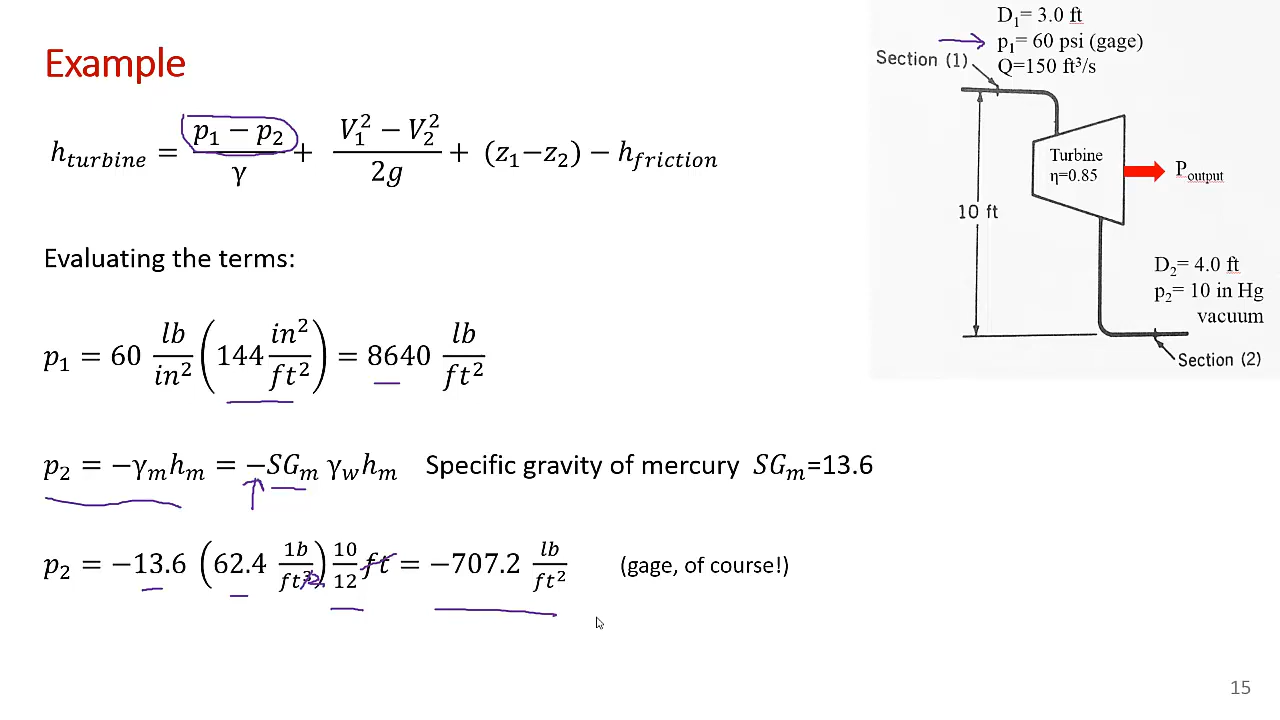 Example
h_turbine = (p₁ − p₂)/γ + (V₁² − V₂²)/2g + (z₁−z₂) − h_friction
Evaluating the terms:
p₁ = 60 lb/in² (144 in²/ft²) = 8640 lb/ft²
p₂ = −γₘhₘ = −SGₘ γ_w hₘ Specific gravity of mercury SGₘ=13.6
p₂ = −13.6 (62.4 1b/ft³) 10/12 ft = −707.2 lb/ft² (gage, of course!)
D₁= 3.0 ft
p₁= 60 psi (gage)
Q=150 ft³/s
Section (1)
Turbine
η=0.85
P_output
10 ft
D₂= 4.0 ft
p₂= 10 in Hg
vacuum
Section (2)
15